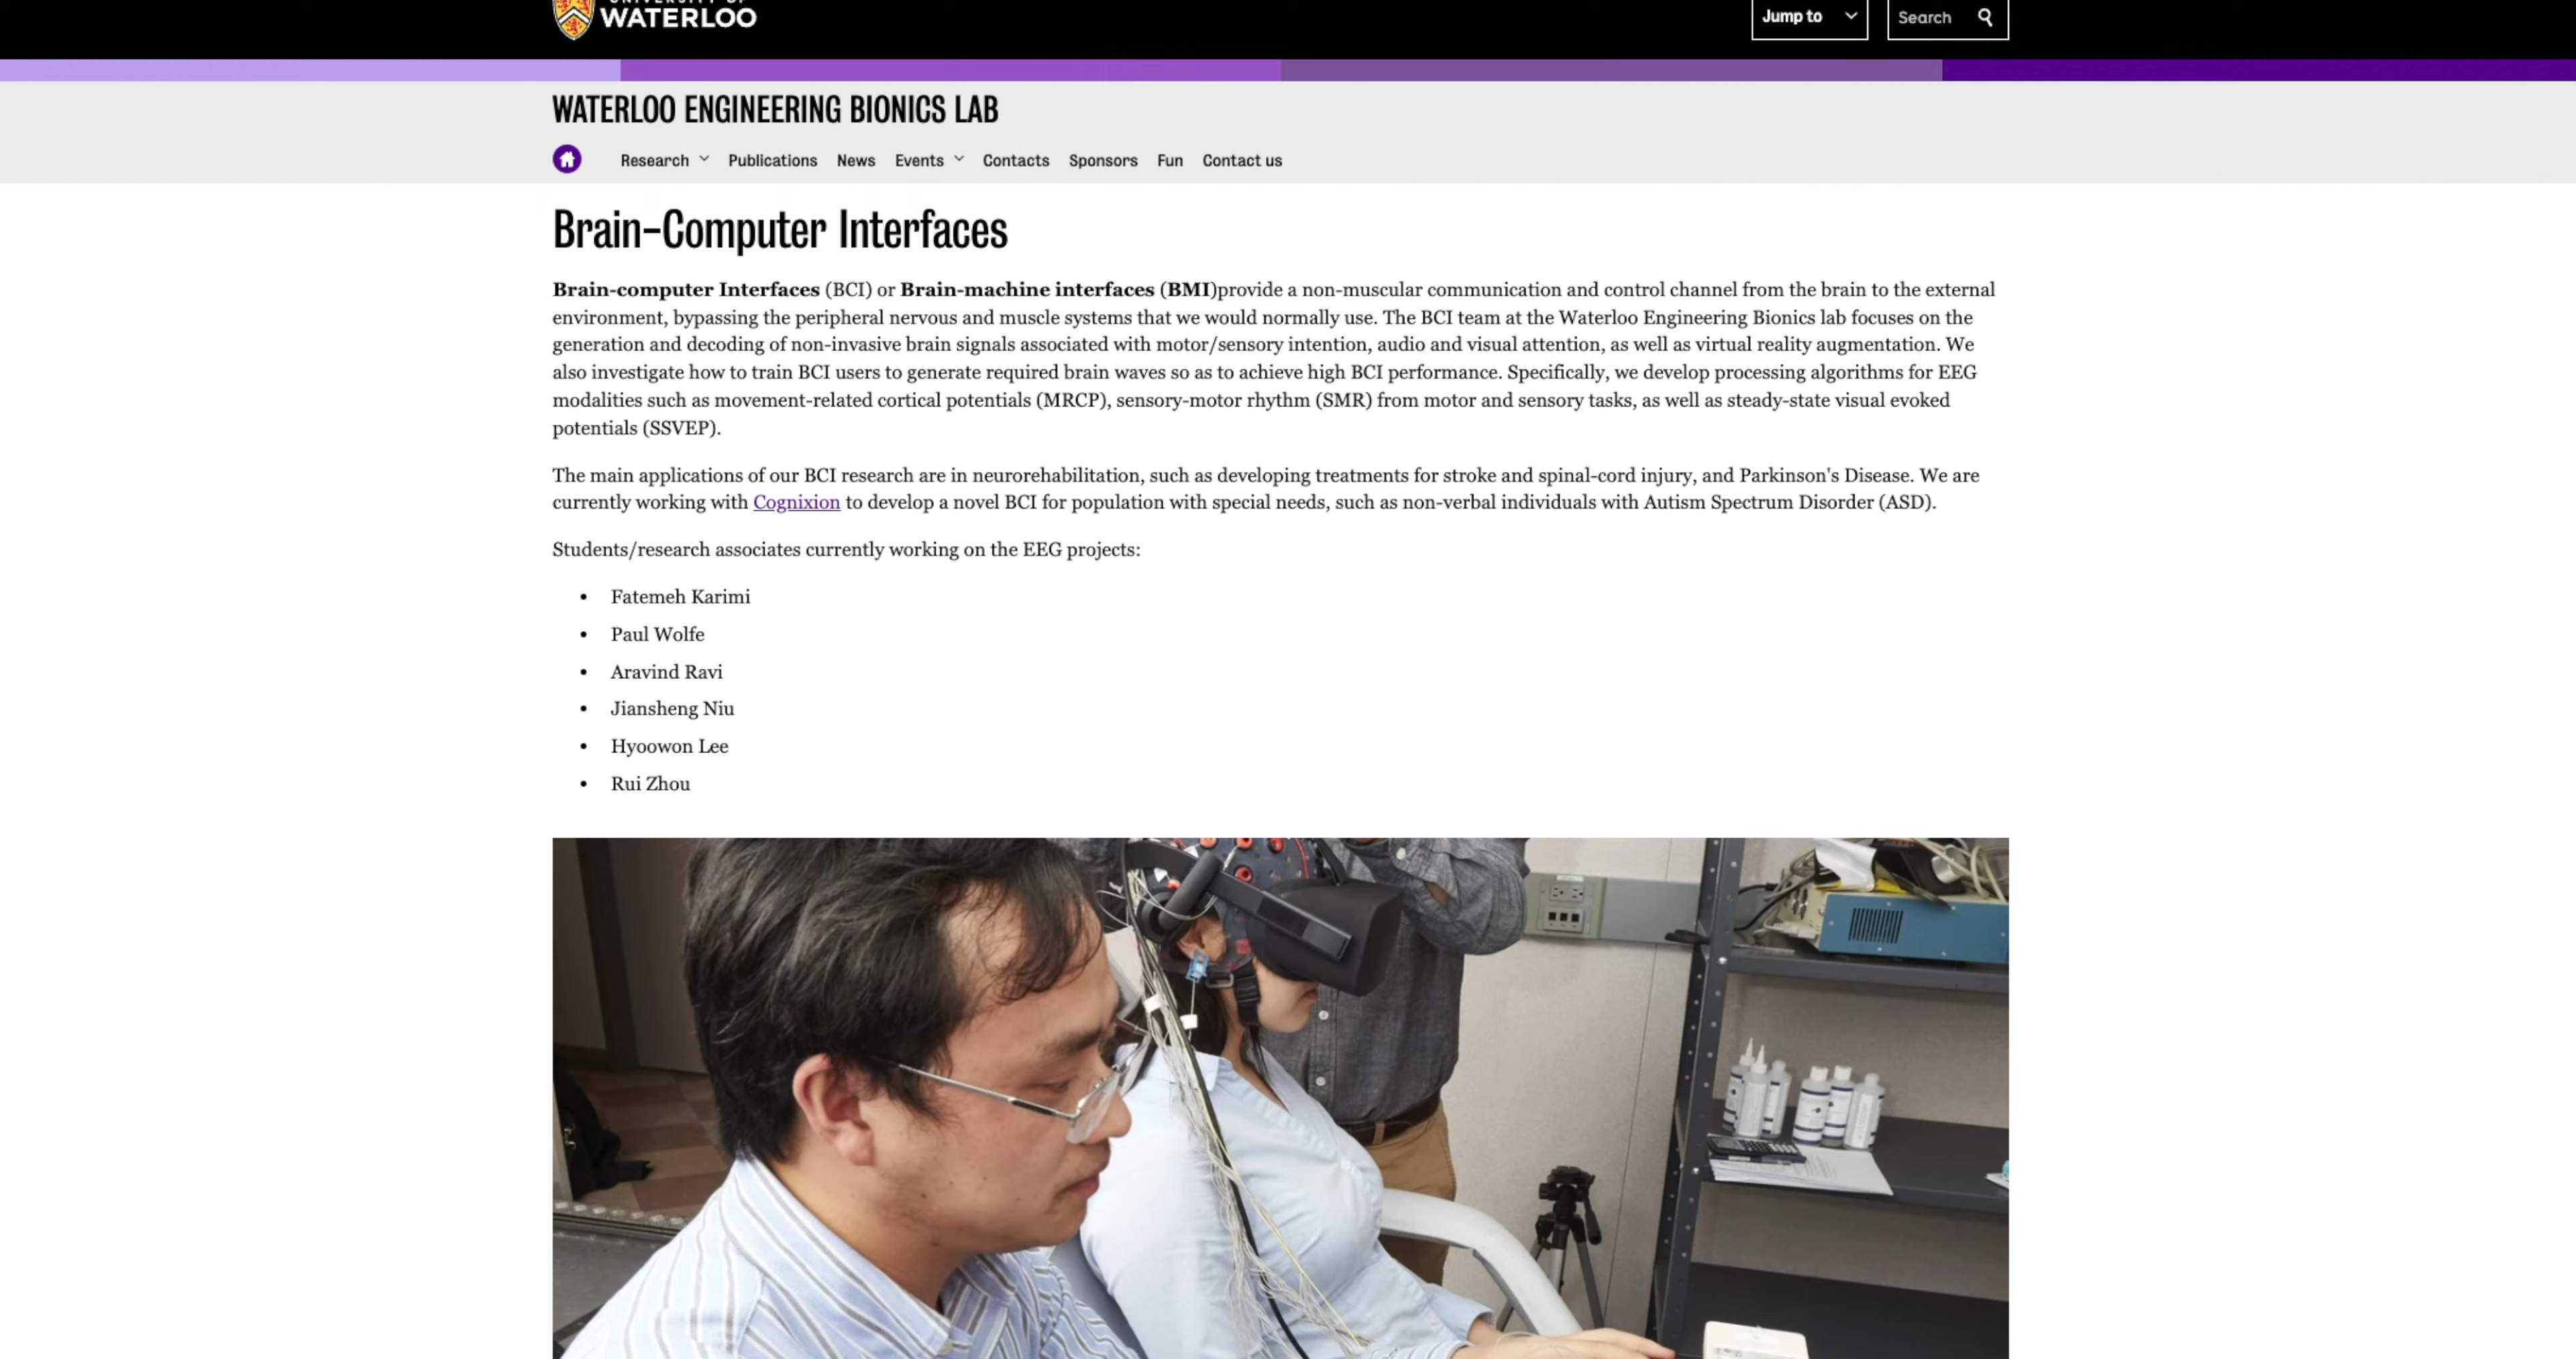 WATERLOO
Jump to
Search
WATERLOO ENGINEERING BIONICS LAB
Research Publications News Events Contacts Sponsors Fun Contact us
Brain-Computer Interfaces
Brain-computer Interfaces (BCI) or Brain-machine interfaces (BMI)provide a non-muscular communication and control channel from the brain to the external
environment, bypassing the peripheral nervous and muscle systems that we would normally use. The BCI team at the Waterloo Engineering Bionics lab focuses on the
generation and decoding of non-invasive brain signals associated with motor/sensory intention, audio and visual attention, as well as virtual reality augmentation. We
also investigate how to train BCI users to generate required brain waves so as to achieve high BCI performance. Specifically, we develop processing algorithms for EEG
modalities such as movement-related cortical potentials (MRCP), sensory-motor rhythm (SMR) from motor and sensory tasks, as well as steady-state visual evoked
potentials (SSVEP).
The main applications of our BCI research are in neurorehabilitation, such as developing treatments for stroke and spinal-cord injury, and Parkinson's Disease. We are
currently working with Cognixion to develop a novel BCI for population with special needs, such as non-verbal individuals with Autism Spectrum Disorder (ASD).
Students/research associates currently working on the EEG projects:
• Fatemeh Karimi
• Paul Wolfe
• Aravind Ravi
• Jiansheng Niu
• Hyoowon Lee
• Rui Zhou